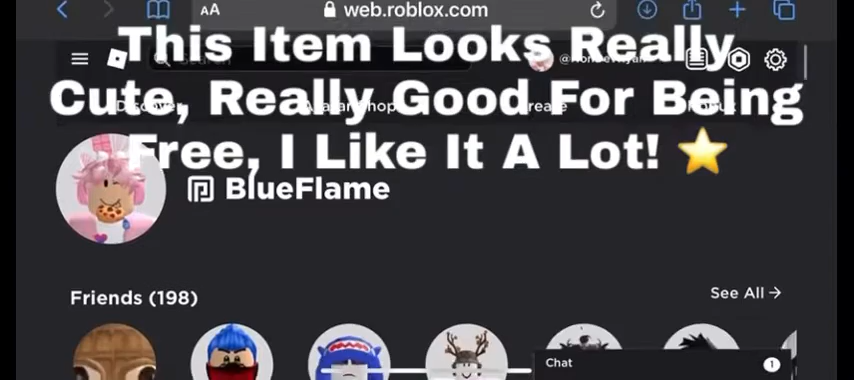 AA web.roblox.com
This Item Looks Really
Cute, Really Good For Being
Free, I Like It A Lot! ⭐
BlueFlame
Friends (198)
See All →
Chat 1